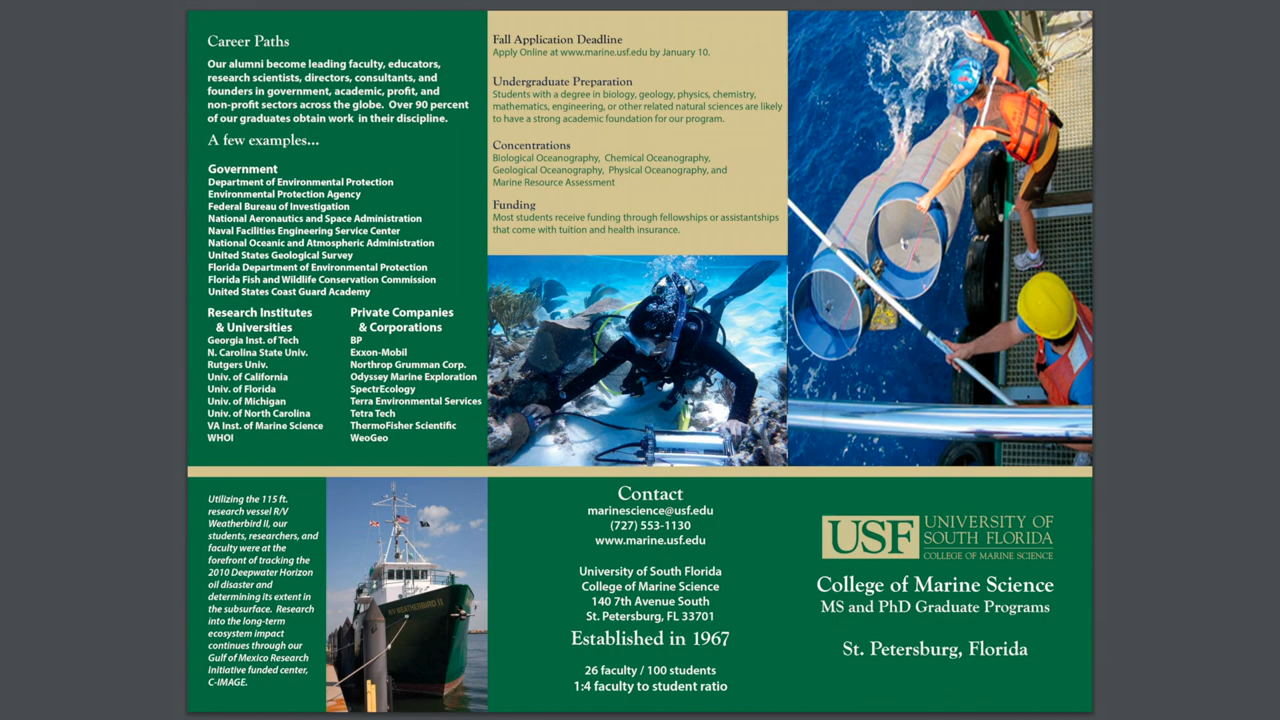 Career Paths
Our alumni become leading faculty, educators,
research scientists, directors, consultants, and
founders in government, academic, profit, and
non-profit sectors across the globe. Over 90 percent
of our graduates obtain work in their discipline.
A few examples...
Government
Department of Environmental Protection
Environmental Protection Agency
Federal Bureau of Investigation
National Aeronautics and Space Administration
Naval Facilities Engineering Service Center
National Oceanic and Atmospheric Administration
United States Geological Survey
Florida Department of Environmental Protection
Florida Fish and Wildlife Conservation Commission
United States Coast Guard Academy
Research Institutes
& Universities
Georgia Inst. of Tech
N. Carolina State Univ.
Rutgers Univ.
Univ. of California
Univ. of Florida
Univ. of Michigan
Univ. of North Carolina
VA Inst. of Marine Science
WHOI
Private Companies
& Corporations
BP
Exxon-Mobil
Northrop Grumman Corp.
Odyssey Marine Exploration
SpectrEcology
Terra Environmental Services
Tetra Tech
ThermoFisher Scientific
WeoGeo
Fall Application Deadline
Apply Online at www.marine.usf.edu by January 10.
Undergraduate Preparation
Students with a degree in biology, geology, physics, chemistry,
mathematics, engineering, or other related natural sciences are likely
to have a strong academic foundation for our program.
Concentrations
Biological Oceanography, Chemical Oceanography,
Geological Oceanography, Physical Oceanography, and
Marine Resource Assessment
Funding
Most students receive funding through fellowships or assistantships
that come with tuition and health insurance.
Utilizing the 115 ft.
research vessel R/V
Weatherbird II, our
students, researchers, and
faculty were at the
forefront of tracking the
2010 Deepwater Horizon
oil disaster and
determining its extent in
the subsurface. Research
into the long-term
ecosystem impact
continues through our
Gulf of Mexico Research
Initiative funded center,
C-IMAGE.
R/V WEATHERBIRD II
Contact
marinescience@usf.edu
(727) 553-1130
www.marine.usf.edu
University of South Florida
College of Marine Science
140 7th Avenue South
St. Petersburg, FL 33701
Established in 1967
26 faculty / 100 students
1:4 faculty to student ratio
USF UNIVERSITY OF
SOUTH FLORIDA
COLLEGE OF MARINE SCIENCE
College of Marine Science
MS and PhD Graduate Programs
St. Petersburg, Florida